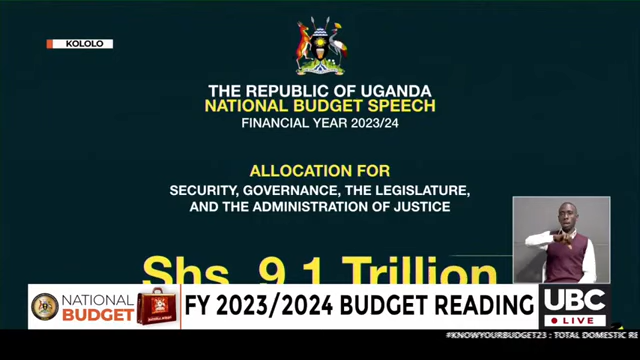 KOLOLO
THE REPUBLIC OF UGANDA
NATIONAL BUDGET SPEECH
FINANCIAL YEAR 2023/24
ALLOCATION FOR
SECURITY, GOVERNANCE, THE LEGISLATURE,
AND THE ADMINISTRATION OF JUSTICE
Shs. 9.1 Trillion
NATIONAL
BUDGET
FY 2023/2024 BUDGET READING
UBC
LIVE
#KNOWYOURBUDGET23 : TOTAL DOMESTIC RE